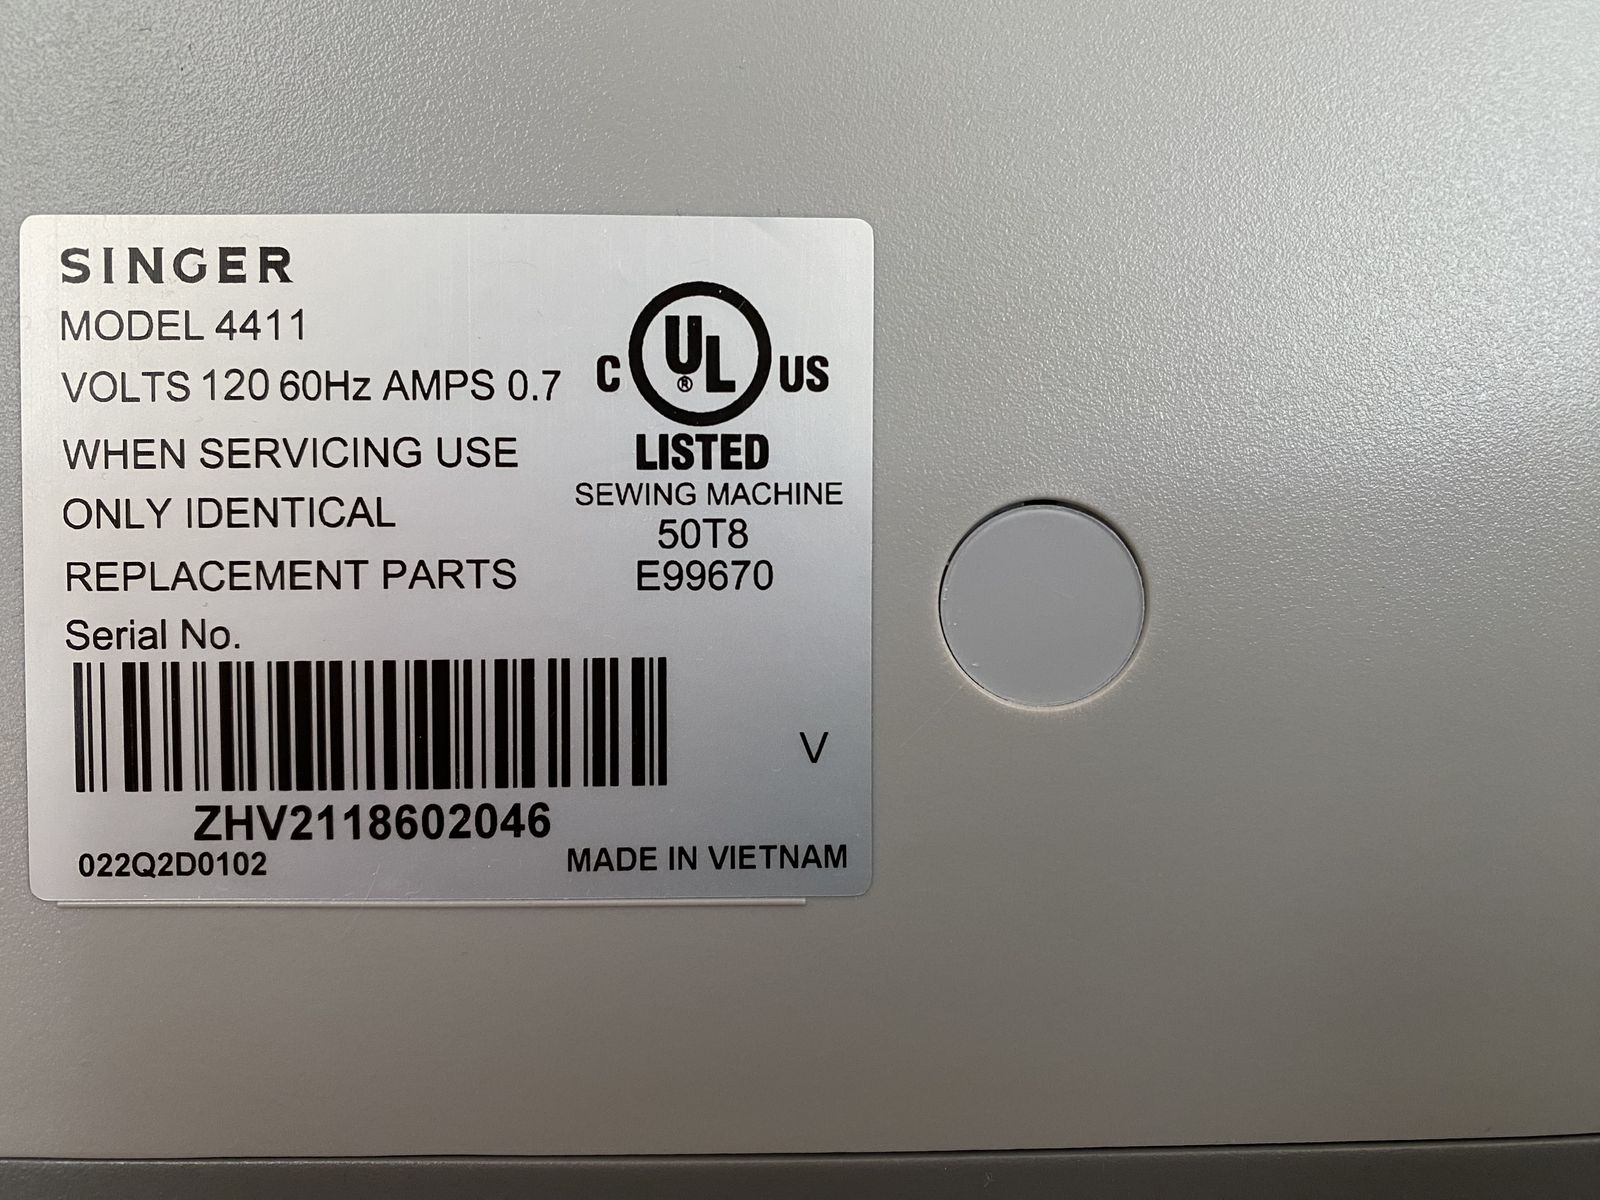 SINGER
MODEL 4411
VOLTS 120 60Hz AMPS 0.7
WHEN SERVICING USE
ONLY IDENTICAL
REPLACEMENT PARTS
C UL® US
LISTED
SEWING MACHINE
50T8
E99670
Serial No.
V
ZHV2118602046
022Q2D0102
MADE IN VIETNAM